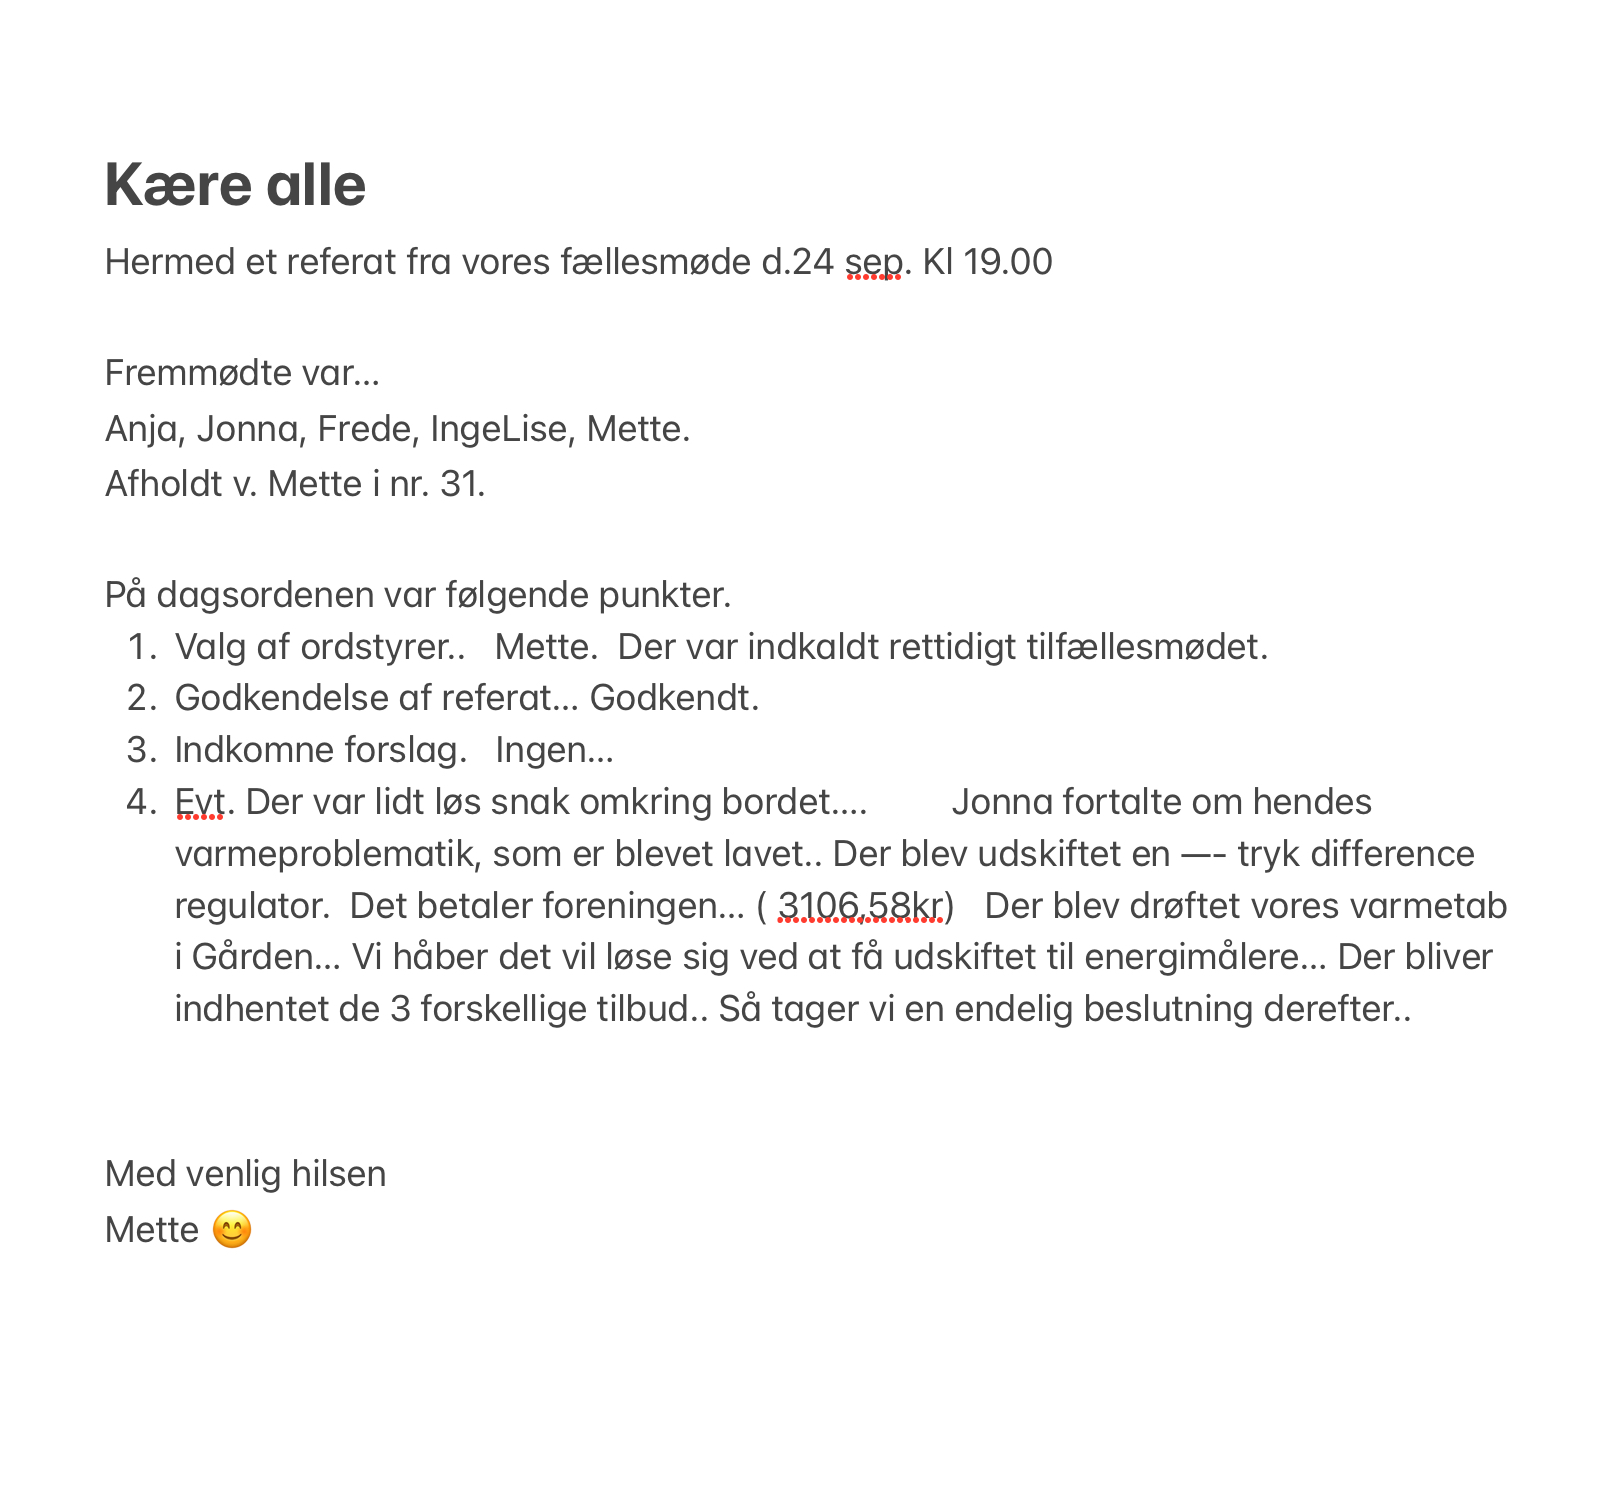 Kære alle
Hermed et referat fra vores fællesmøde d.24 sep. Kl 19.00
Fremmødte var...
Anja, Jonna, Frede, IngeLise, Mette.
Afholdt v. Mette i nr. 31.
På dagsordenen var følgende punkter.
1. Valg af ordstyrer..   Mette.  Der var indkaldt rettidigt tilfællesmødet.
2. Godkendelse af referat... Godkendt.
3. Indkomne forslag.   Ingen...
4. Evt. Der var lidt løs snak omkring bordet....         Jonna fortalte om hendes
varmeproblematik, som er blevet lavet.. Der blev udskiftet en —- tryk difference
regulator.  Det betaler foreningen... ( 3106,58kr)   Der blev drøftet vores varmetab
i Gården... Vi håber det vil løse sig ved at få udskiftet til energimålere... Der bliver
indhentet de 3 forskellige tilbud.. Så tager vi en endelig beslutning derefter..
Med venlig hilsen
Mette 😊